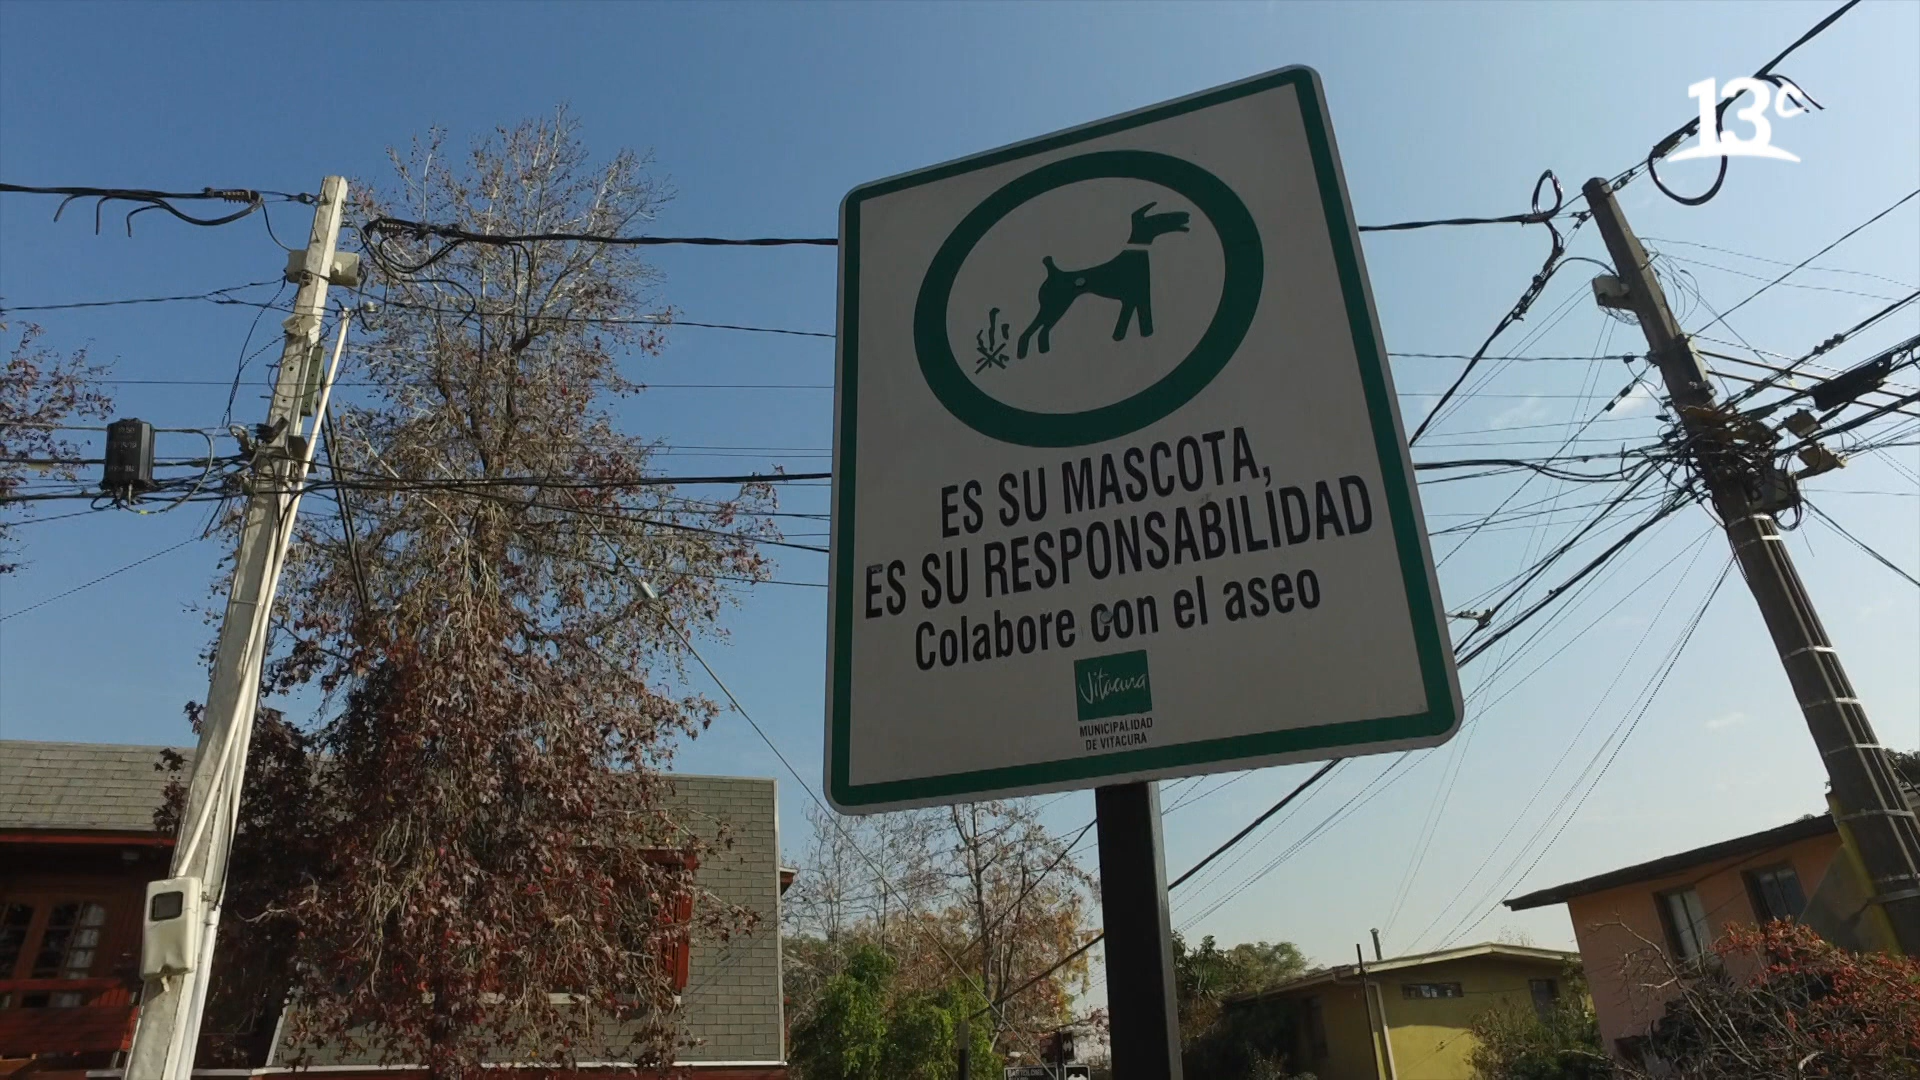 13C
ES SU MASCOTA,
ES SU RESPONSABILIDAD
Colabore con el aseo
Vitacura
MUNICIPALIDAD
DE VITACURA